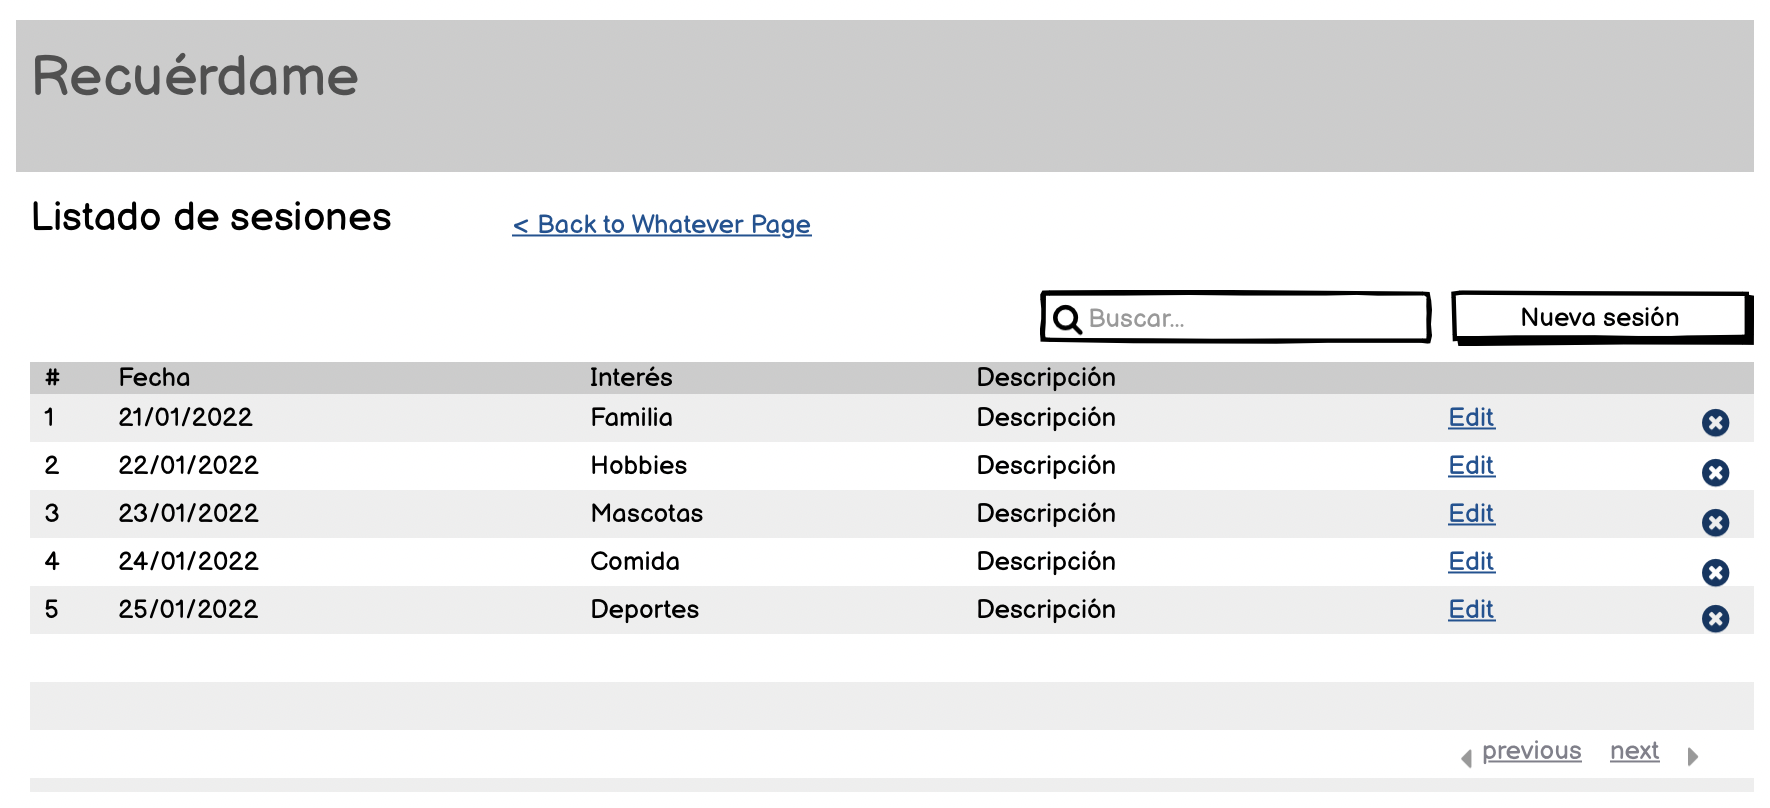 Recuérdame
Listado de sesiones < Back to Whatever Page
Buscar... Nueva sesión
# Fecha Interés Descripción
1 21/01/2022 Familia Descripción Edit
2 22/01/2022 Hobbies Descripción Edit
3 23/01/2022 Mascotas Descripción Edit
4 24/01/2022 Comida Descripción Edit
5 25/01/2022 Deportes Descripción Edit
previous next